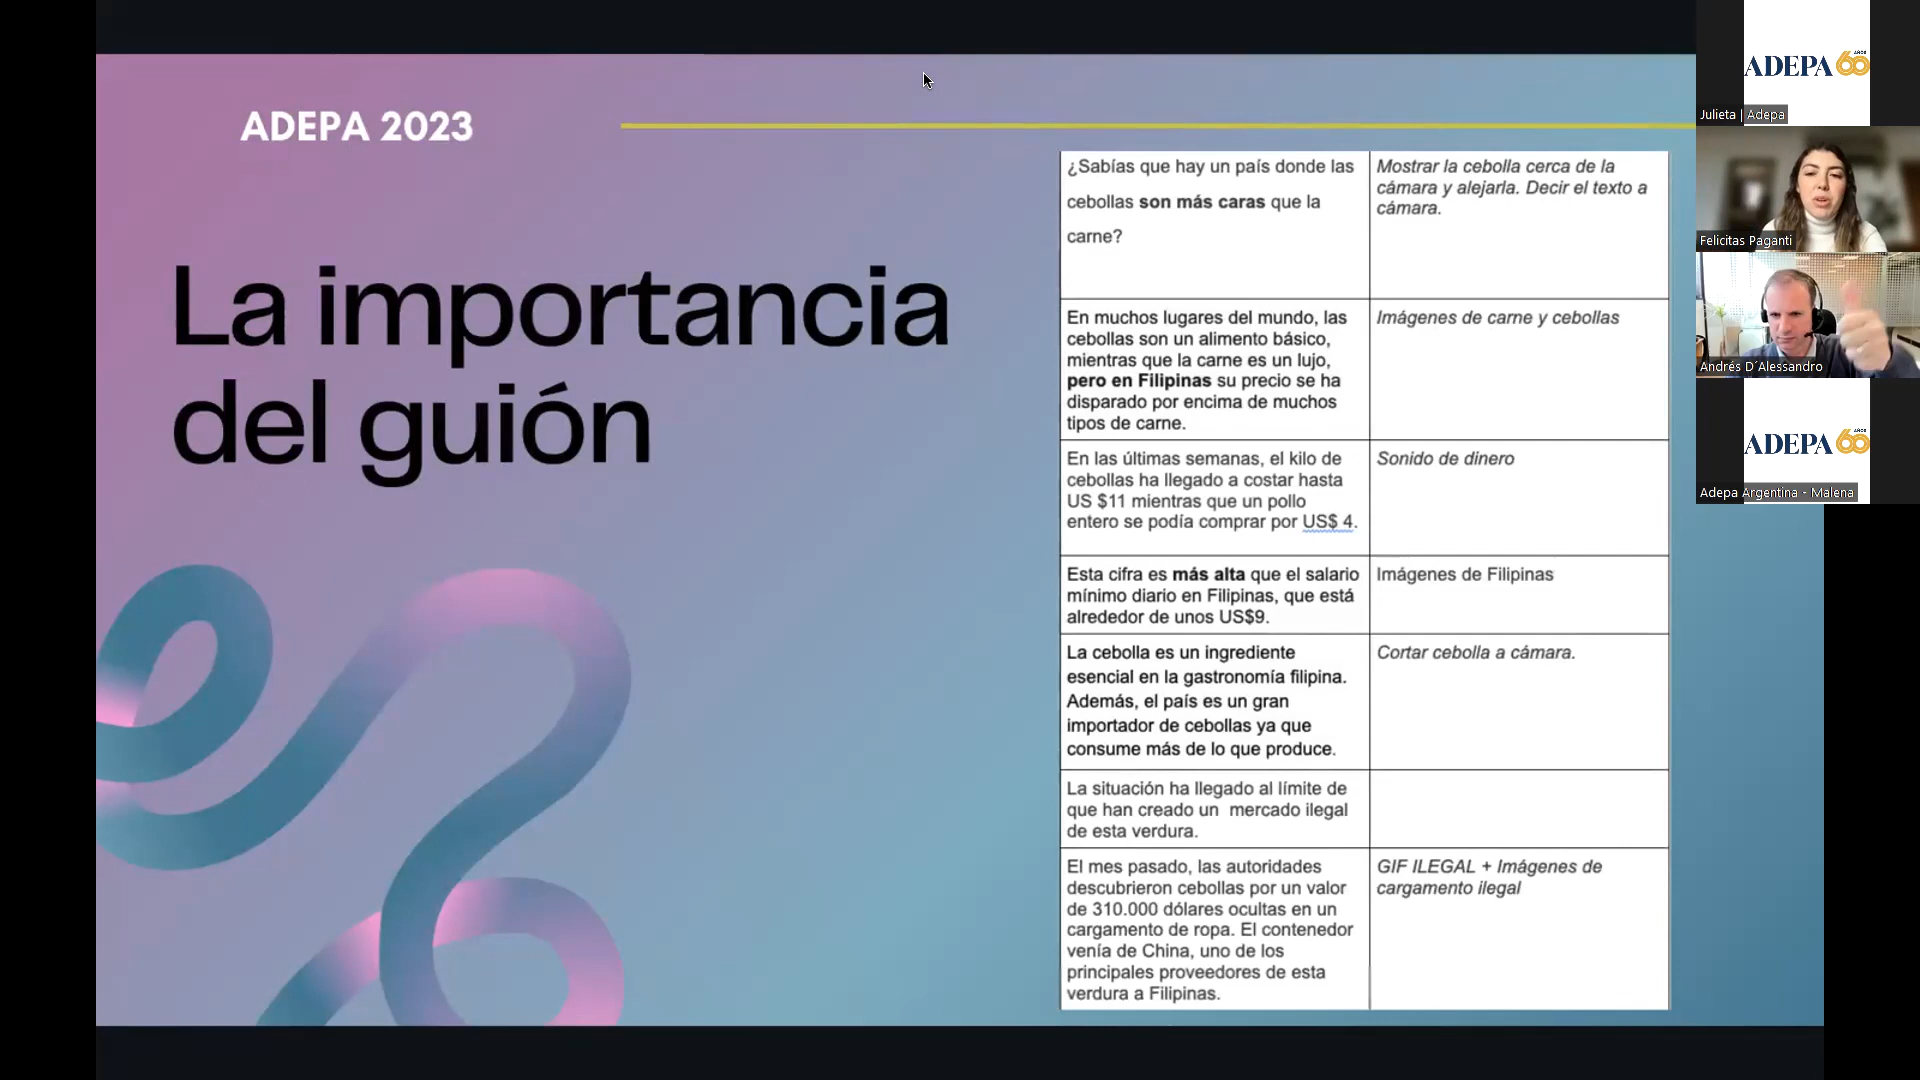 ADEPA 2023
La importancia
del guión
¿Sabías que hay un país donde las
cebollas son más caras que la
carne?
Mostrar la cebolla cerca de la
cámara y alejarla. Decir el texto a
cámara.
En muchos lugares del mundo, las
cebollas son un alimento básico,
mientras que la carne es un lujo,
pero en Filipinas su precio se ha
disparado por encima de muchos
tipos de carne.
Imágenes de carne y cebollas
En las últimas semanas, el kilo de
cebollas ha llegado a costar hasta
US $11 mientras que un pollo
entero se podía comprar por US$ 4.
Sonido de dinero
Esta cifra es más alta que el salario
mínimo diario en Filipinas, que está
alrededor de unos US$9.
Imágenes de Filipinas
La cebolla es un ingrediente
esencial en la gastronomía filipina.
Además, el país es un gran
importador de cebollas ya que
consume más de lo que produce.
Cortar cebolla a cámara.
La situación ha llegado al límite de
que han creado un  mercado ilegal
de esta verdura.
El mes pasado, las autoridades
descubrieron cebollas por un valor
de 310.000 dólares ocultas en un
cargamento de ropa. El contenedor
venía de China, uno de los
principales proveedores de esta
verdura a Filipinas.
GIF ILEGAL + Imágenes de
cargamento ilegal
ADEPA 60 AÑOS
Julieta | Adepa
Felicitas Paganti
Andrés D´Alessandro
ADEPA 60 AÑOS
Adepa Argentina - Malena